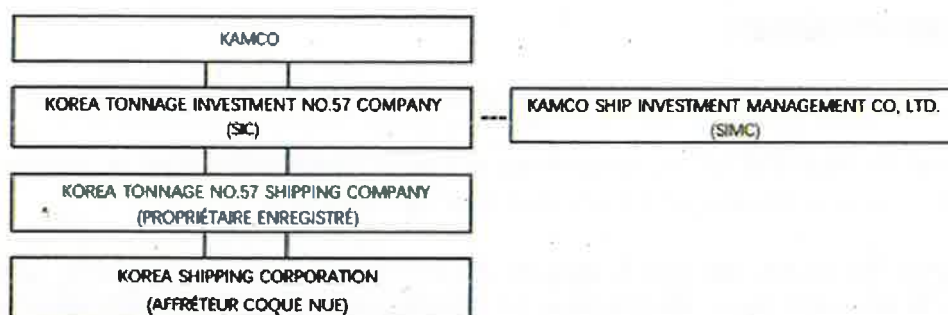 KAMCO
KOREA TONNAGE INVESTMENT NO.57 COMPANY
(SIC)
KAMCO SHIP INVESTMENT MANAGEMENT CO, LTD.
(SIMC)
KOREA TONNAGE NO.57 SHIPPING COMPANY
(PROPRIÉTAIRE ENREGISTRÉ)
KOREA SHIPPING CORPORATION
(AFFRÉTEUR COQUE NUE)